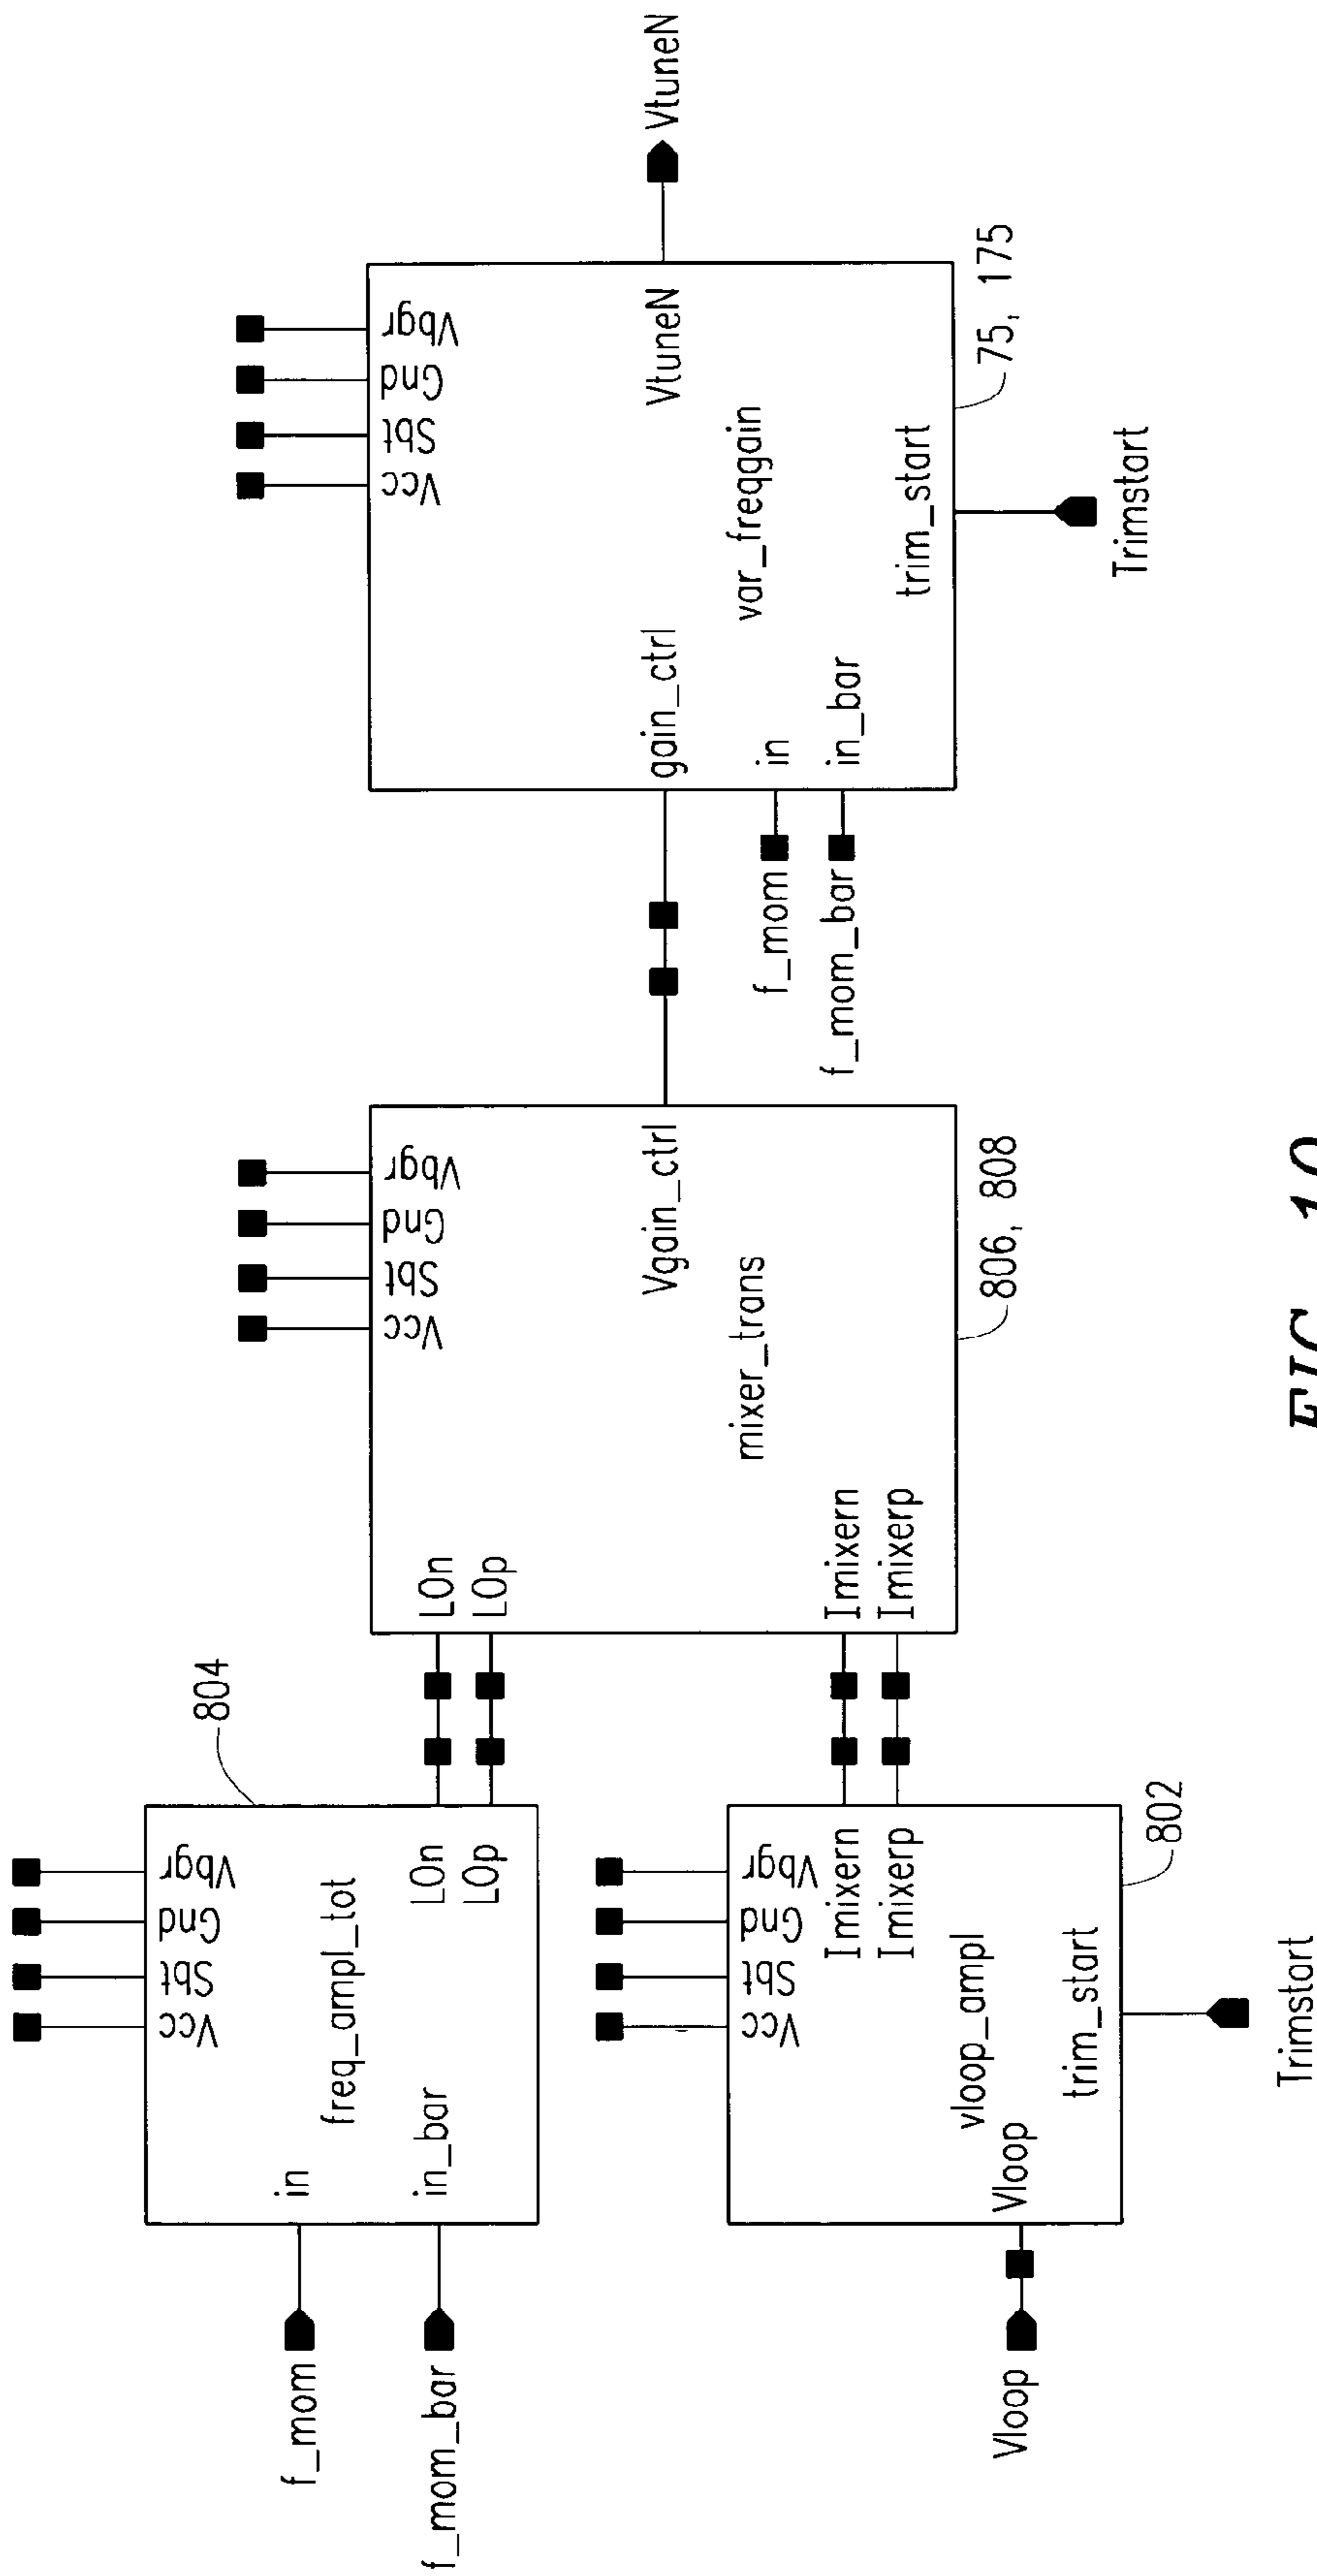 804
Vcc
Sbt
Gnd
Vbgr
in
freq_ampl_tot
in_bar
LOn
LOp
f_mom
f_mom_bar
Vcc
Sbt
Gnd
Vbgr
Imixern
Imixerp
vloop_ampl
Vloop
trim_start
Vloop
802
Trimstart
Vcc
Sbt
Gnd
Vbgr
LOn
LOp
Vgain_ctrl
mixer_trans
Imixern
Imixerp
806, 808
Vcc
Sbt
Gnd
Vbgr
gain_ctrl
VtuneN
var_freqgain
in
in_bar
trim_start
f_mom
f_mom_bar
VtuneN
75, 175
Trimstart
FIG